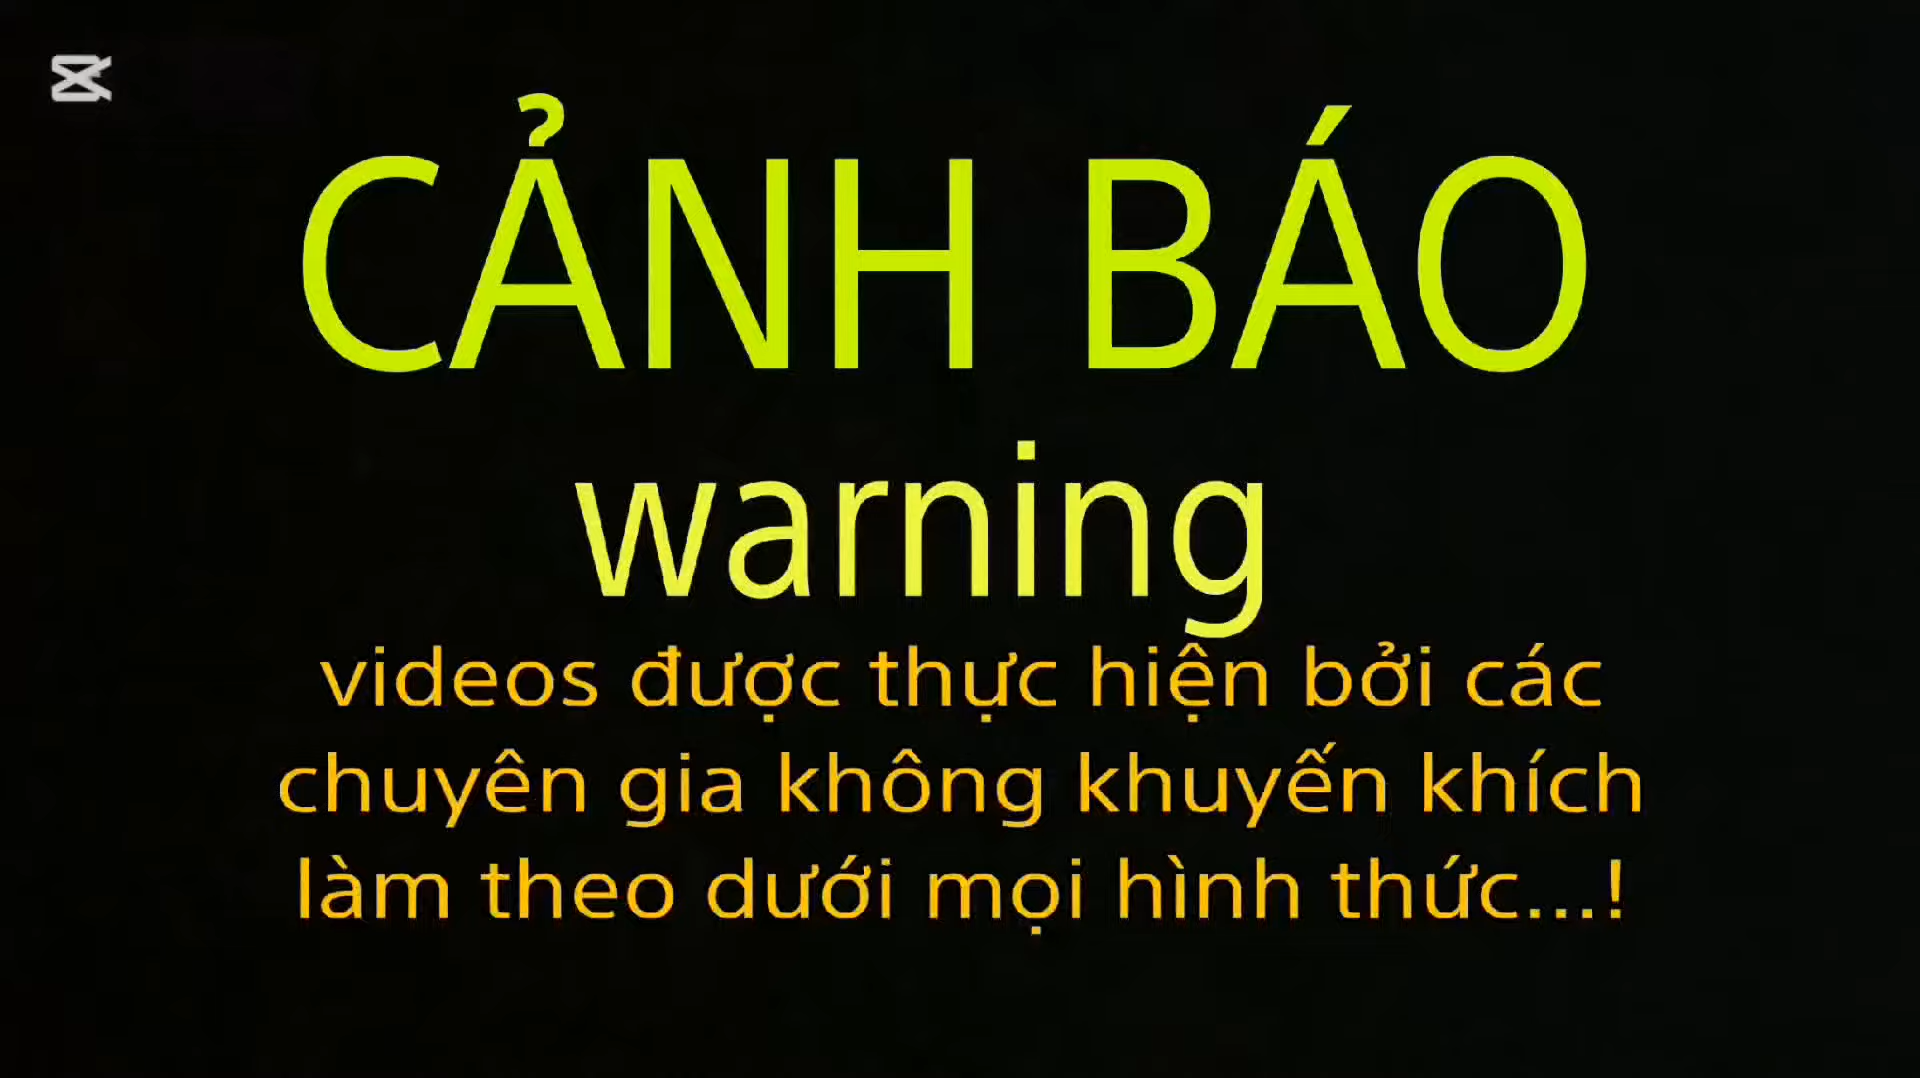 CẢNH BÁO
warning
videos được thực hiện bởi các
chuyên gia không khuyến khích
làm theo dưới mọi hình thức...!